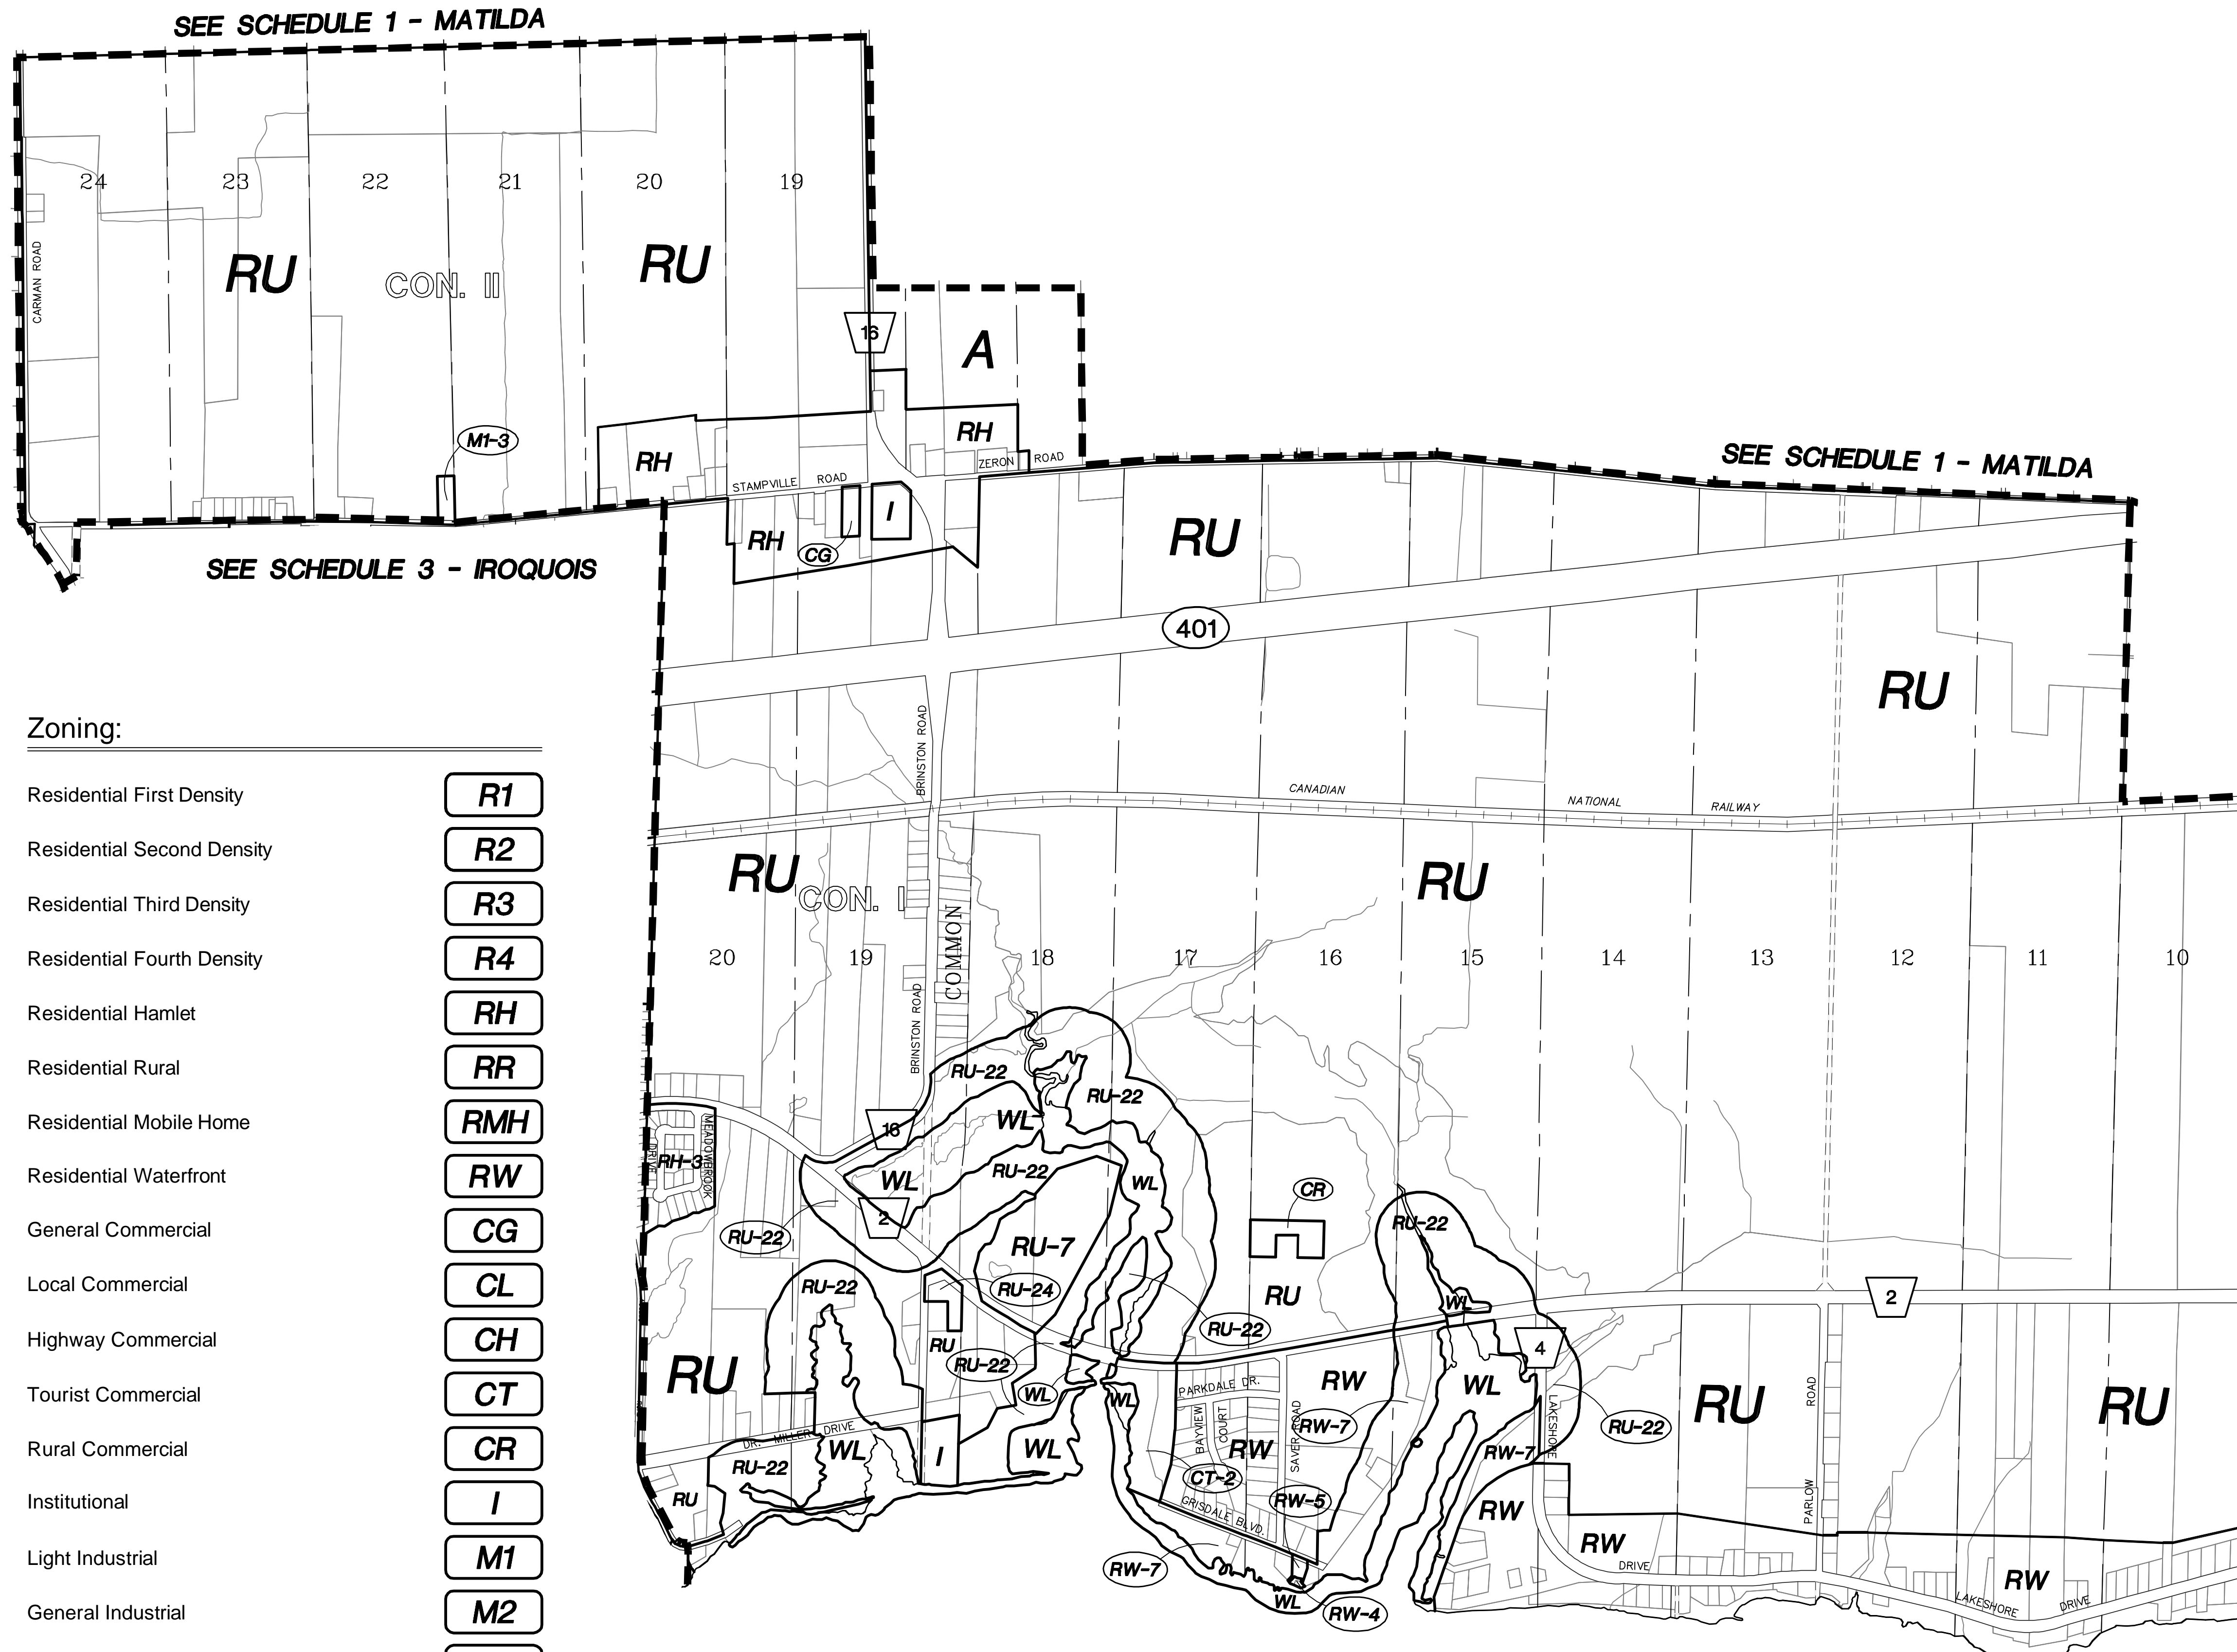 SEE SCHEDULE 1 - MATILDA
24
23
22
21
20
19
CARMAN ROAD
RU
CON. II
RU
16
A
M1-3
RH
RH
STAMPVILLE ROAD
ZERON ROAD
SEE SCHEDULE 1 - MATILDA
RH
CG
I
RU
SEE SCHEDULE 3 - IROQUOIS
401
RU
BRINSTON ROAD
CANADIAN NATIONAL RAILWAY
RU
CON. I
RU
COMMON
20
19
18
17
16
15
14
13
12
11
10
BRINSTON ROAD
RU-22
RU-22
WL
16
MEADOWBROOK
DRIVE
RH-3
RU-22
WL
WL
CR
2
RU-22
RU-22
RU-7
RU-22
RU-24
RU
2
WL
RU-22
RU
RU-22
4
RU
WL
WL
PARKDALE DR.
RW
WL
BAYVIEW
COURT
SAVER ROAD
RW-7
LAKESHORE
RU-22
RU
ROAD
RU
DR. MILLER DRIVE
WL
I
WL
RW
RW-7
RU-22
CT-2
RU
RW-5
GRISDALE BLVD.
RW
PARLOW
RW
RW-7
DRIVE
RW
WL
RW-4
LAKESHORE DRIVE
Zoning:
Residential First Density R1
Residential Second Density R2
Residential Third Density R3
Residential Fourth Density R4
Residential Hamlet RH
Residential Rural RR
Residential Mobile Home RMH
Residential Waterfront RW
General Commercial CG
Local Commercial CL
Highway Commercial CH
Tourist Commercial CT
Rural Commercial CR
Institutional I
Light Industrial M1
General Industrial M2